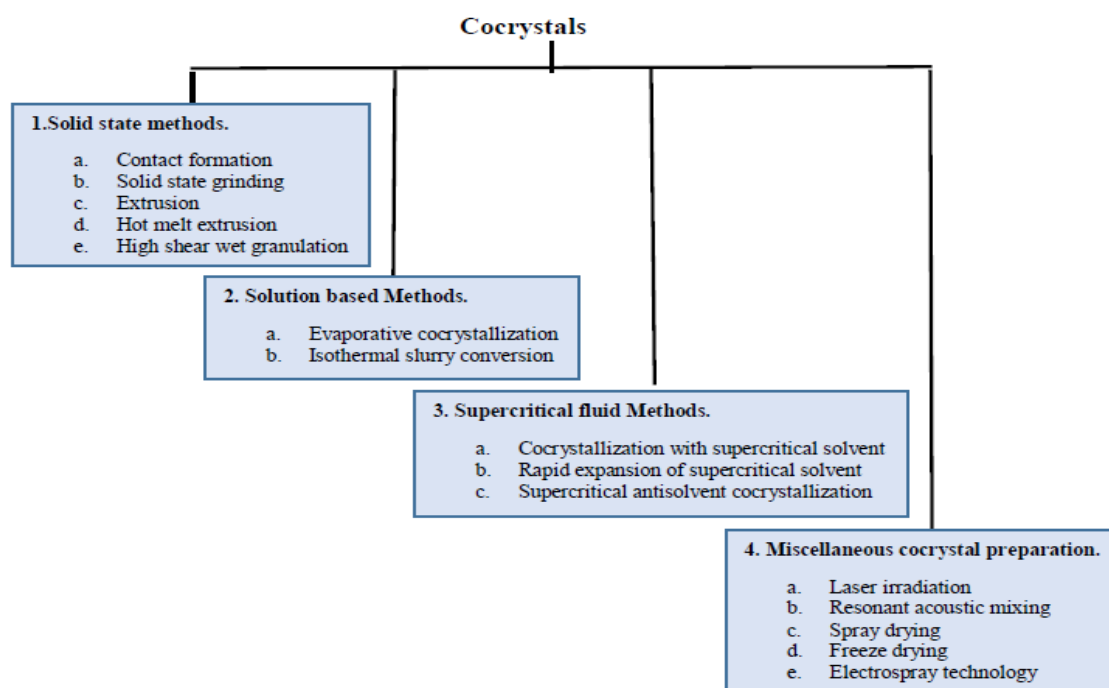 Cocrystals
1.Solid state methods.
a. Contact formation
b. Solid state grinding
c. Extrusion
d. Hot melt extrusion
e. High shear wet granulation
2. Solution based Methods.
a. Evaporative cocrystallization
b. Isothermal slurry conversion
3. Supercritical fluid Methods.
a. Cocrystallization with supercritical solvent
b. Rapid expansion of supercritical solvent
c. Supercritical antisolvent cocrystallization
4. Miscellaneous cocrystal preparation.
a. Laser irradiation
b. Resonant acoustic mixing
c. Spray drying
d. Freeze drying
e. Electrospray technology